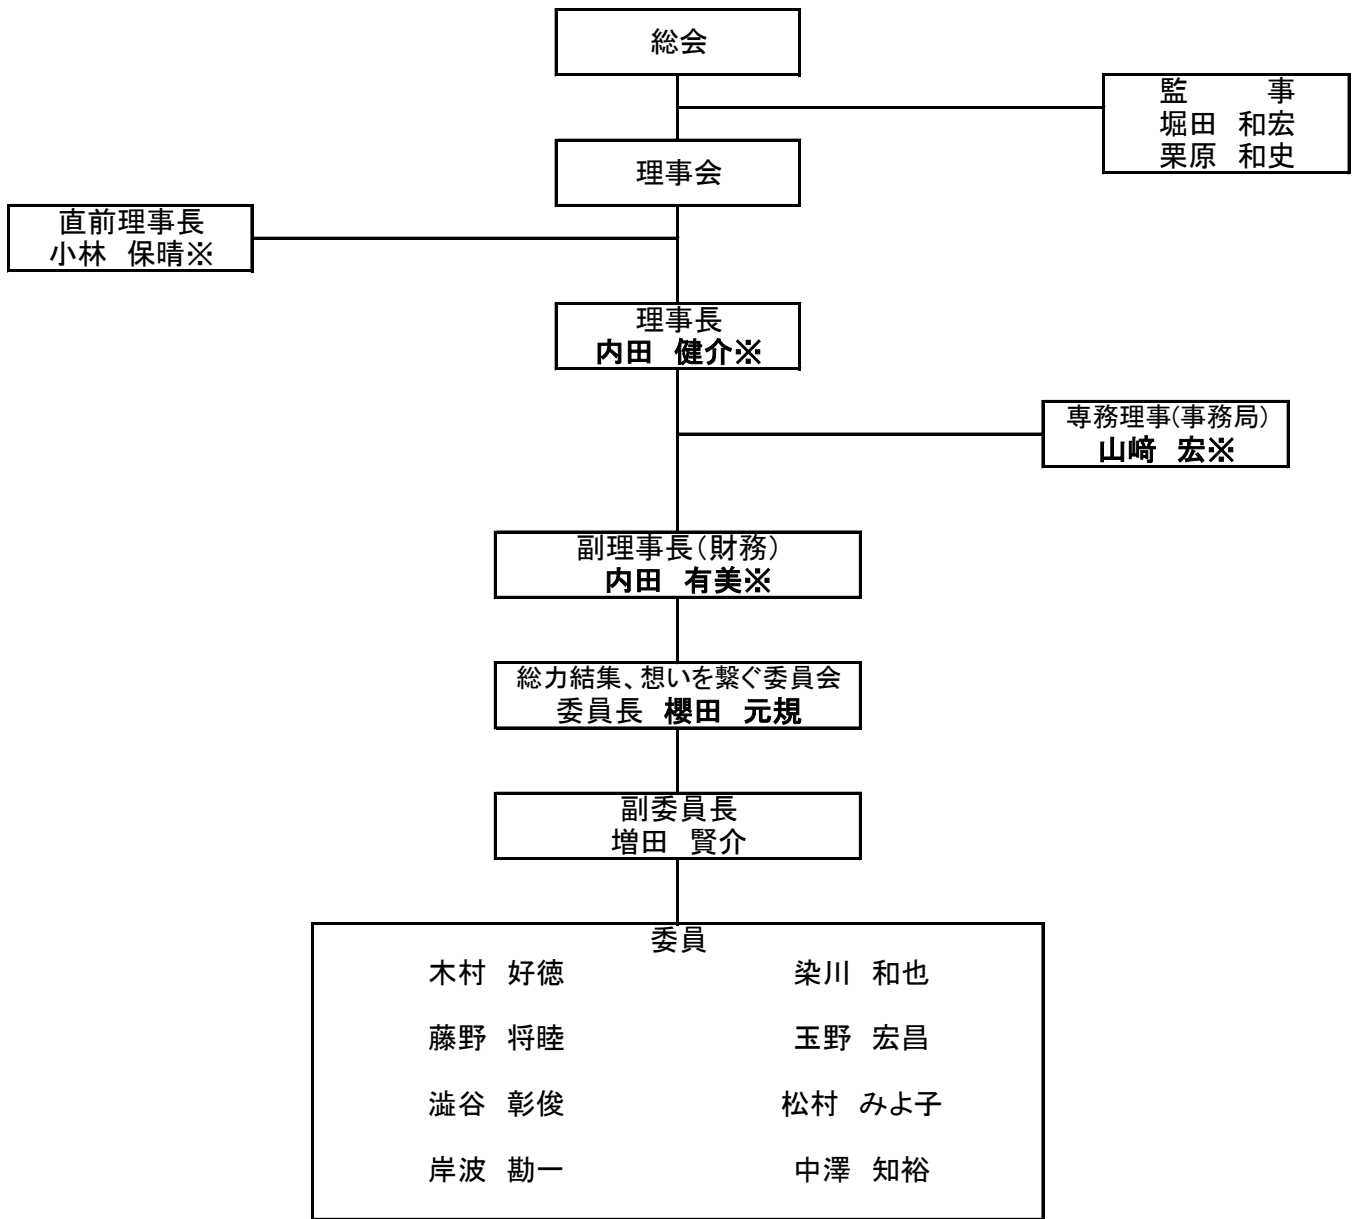 総会
監　　事
堀田　和宏
栗原　和史
理事会
直前理事長
小林　保晴※
理事長
内田　健介※
専務理事（事務局）
山﨑　宏※
副理事長（財務）
内田　有美※
総力結集、想いを繋ぐ委員会
委員長　櫻田　元規
副委員長
増田　賢介
委員
木村　好徳　染川　和也
藤野　将睦　玉野　宏昌
澁谷　彰俊　松村　みよ子
岸波　勘一　中澤　知裕